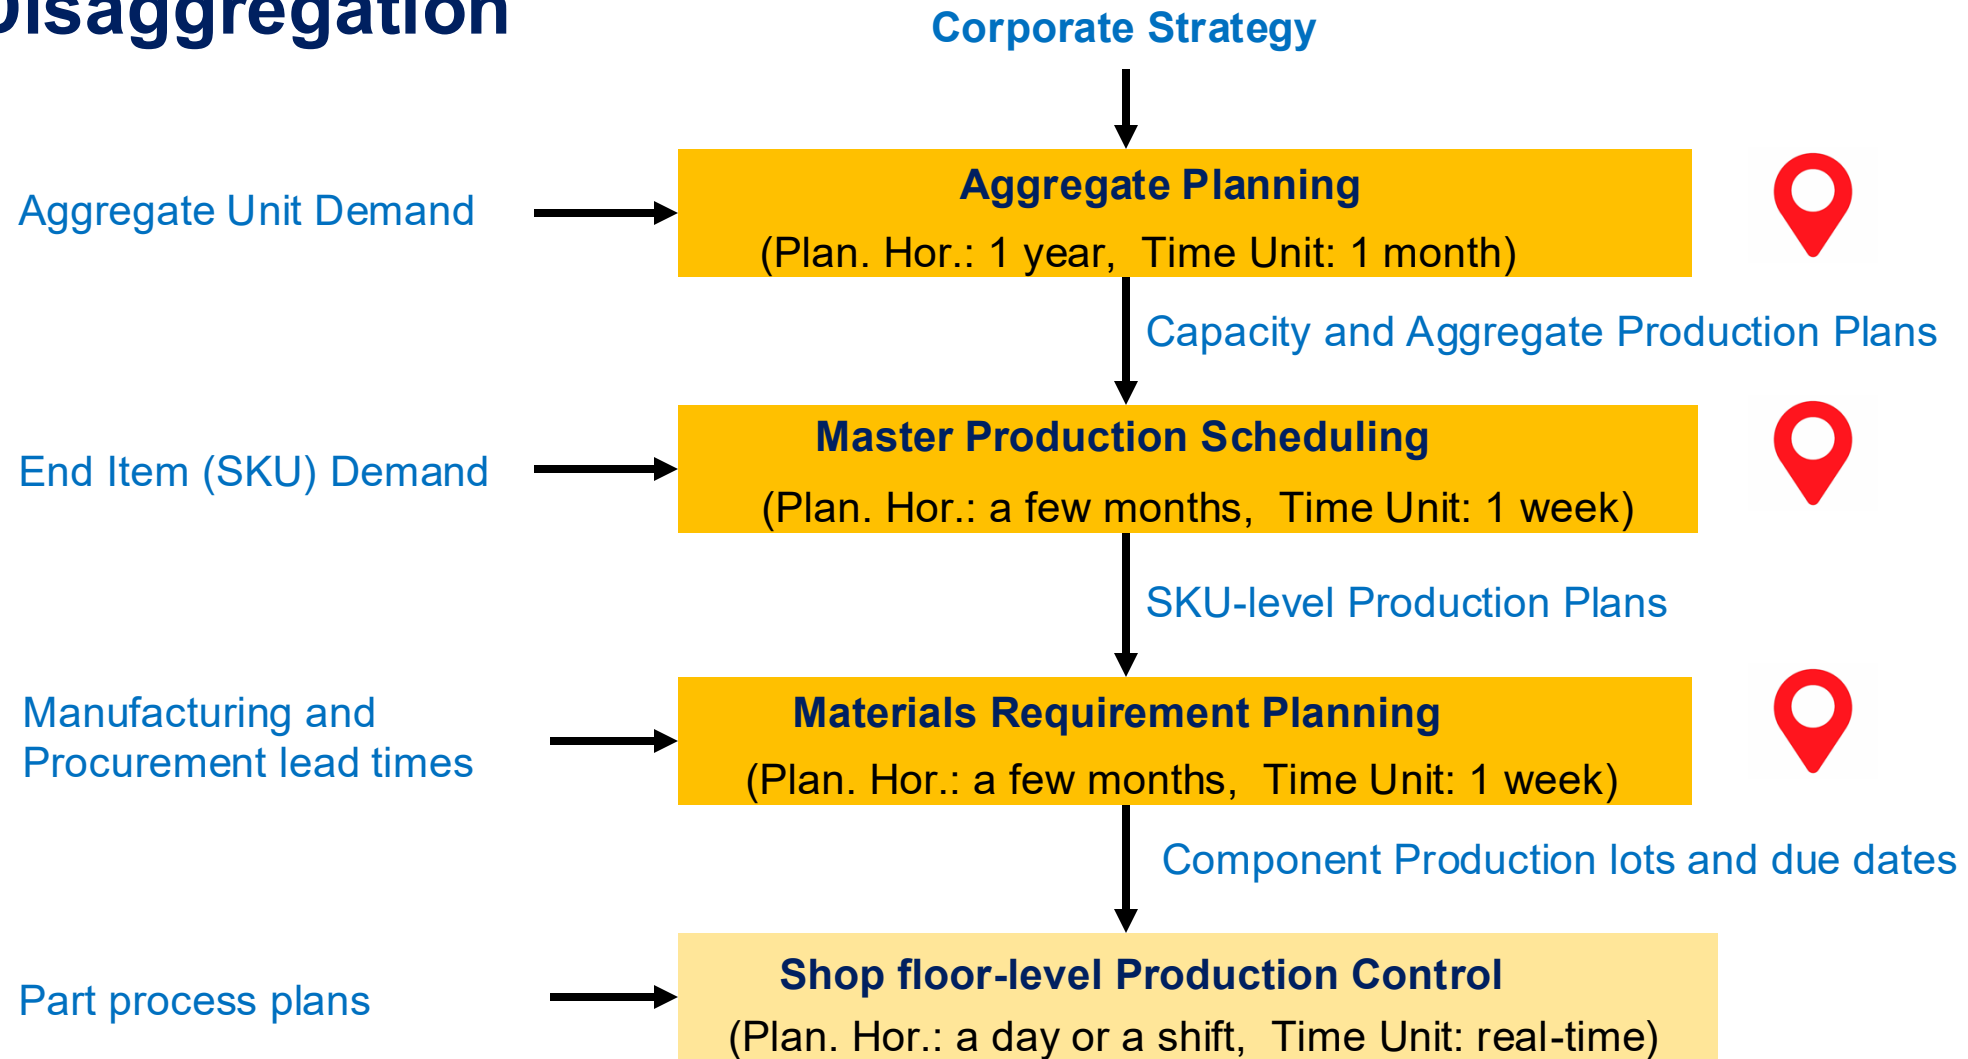 Disaggregation
Corporate Strategy
Aggregate Unit Demand
Aggregate Planning
(Plan. Hor.: 1 year, Time Unit: 1 month)
Capacity and Aggregate Production Plans
End Item (SKU) Demand
Master Production Scheduling
(Plan. Hor.: a few months, Time Unit: 1 week)
SKU-level Production Plans
Manufacturing and
Procurement lead times
Materials Requirement Planning
(Plan. Hor.: a few months, Time Unit: 1 week)
Component Production lots and due dates
Part process plans
Shop floor-level Production Control
(Plan. Hor.: a day or a shift, Time Unit: real-time)